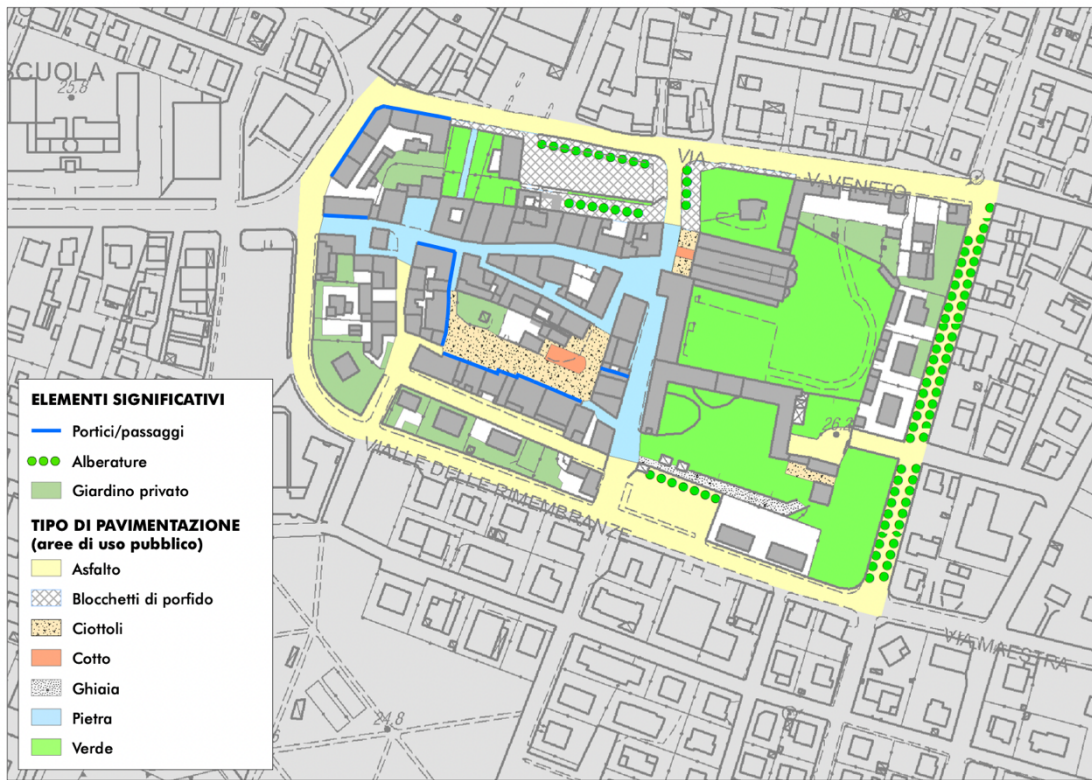 SCUOLA
25.8
VIA
V. VENETO
26.2
VIALLE DELLE RIMEMBRANZE
VIA MAESTRA
24.8
ELEMENTI SIGNIFICATIVI
Portici/passaggi
Alberature
Giardino privato
TIPO DI PAVIMENTAZIONE
(aree di uso pubblico)
Asfalto
Blocchetti di porfido
Ciottoli
Cotto
Ghiaia
Pietra
Verde